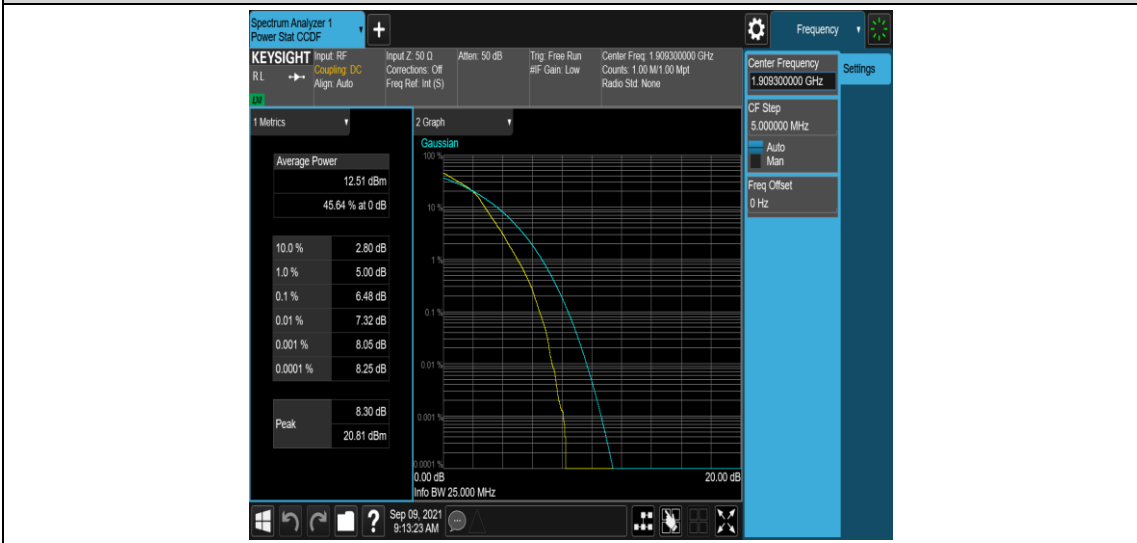 Spectrum Analyzer 1
Power Stat CCDF
+
Frequency
KEYSIGHT
Input: RF
Coupling: DC
Align: Auto
Input Z: 50 Ω
Corrections: Off
Freq Ref: Int (S)
Atten: 50 dB
Trig: Free Run
#IF Gain: Low
Center Freq: 1.909300000 GHz
Counts: 1.00 M/1.00 Mpt
Radio Std: None
R L
LXI
Center Frequency
1.909300000 GHz
Settings
CF Step
5.000000 MHz
Auto
Man
Freq Offset
0 Hz
1 Metrics
Average Power
12.51 dBm
45.64 % at 0 dB
10.0 % 2.80 dB
1.0 % 5.00 dB
0.1 % 6.48 dB
0.01 % 7.32 dB
0.001 % 8.05 dB
0.0001 % 8.25 dB
Peak
8.30 dB
20.81 dBm
2 Graph
Gaussian
100 %
10 %
1 %
0.1 %
0.01 %
0.001 %
0.0001 %
0.00 dB 20.00 dB
Info BW 25.000 MHz
?
Sep 09, 2021
9:13:23 AM